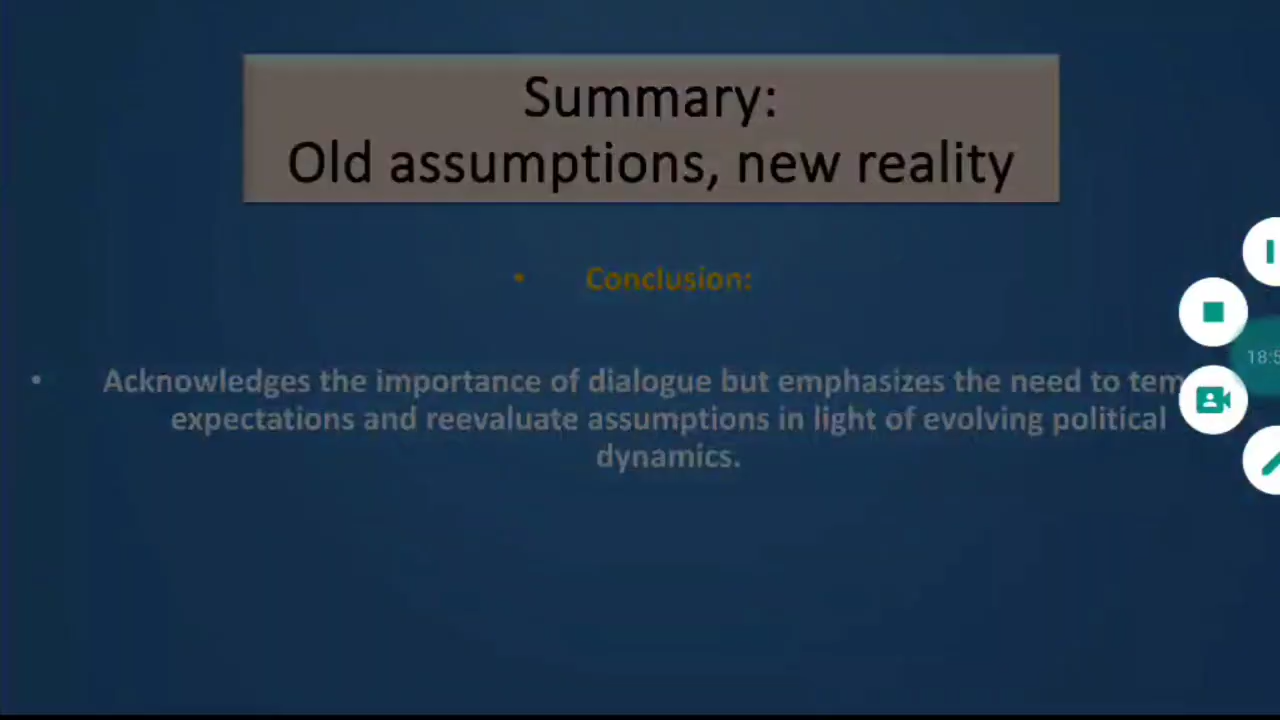 Summary:
Old assumptions, new reality
• Conclusion:
• Acknowledges the importance of dialogue but emphasizes the need to
expectations and reevaluate assumptions in light of evolving political
dynamics.